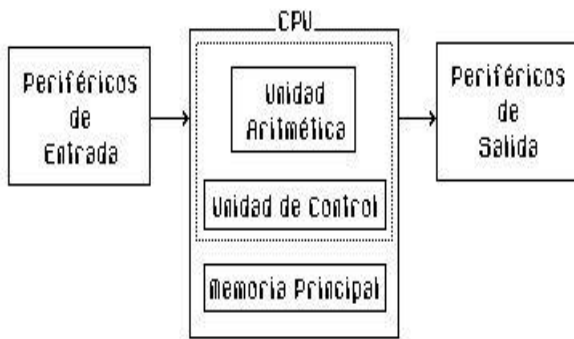 CPU
Periféricos
de
Entrada
Unidad
Aritmética
Unidad de Control
Memoria Principal
Periféricos
de
Salida